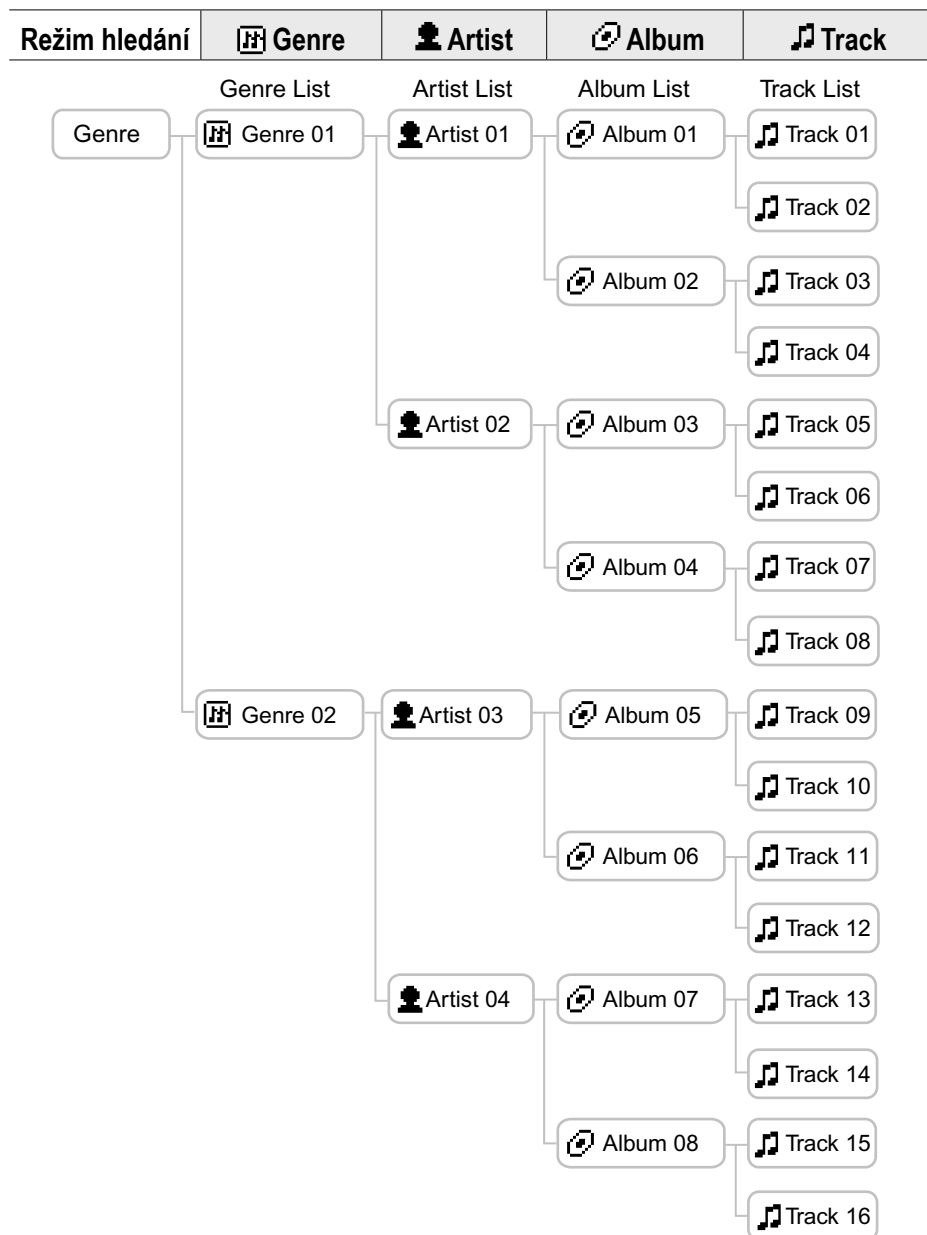 Režim hledání Genre Artist Album Track
Genre List Artist List Album List Track List
Genre Genre 01 Artist 01 Album 01 Track 01
Track 02
Album 02 Track 03
Track 04
Artist 02 Album 03 Track 05
Track 06
Album 04 Track 07
Track 08
Genre 02 Artist 03 Album 05 Track 09
Track 10
Album 06 Track 11
Track 12
Artist 04 Album 07 Track 13
Track 14
Album 08 Track 15
Track 16